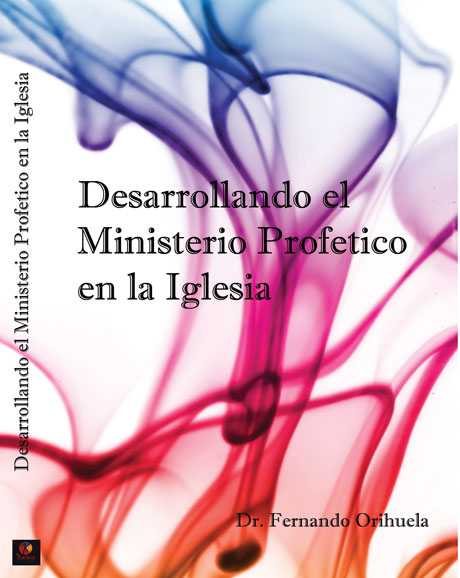 Desarrollando el Ministerio Profetico en la Iglesia
Desarrollando el
Ministerio Profetico
en la Iglesia
Dr. Fernando Orihuela